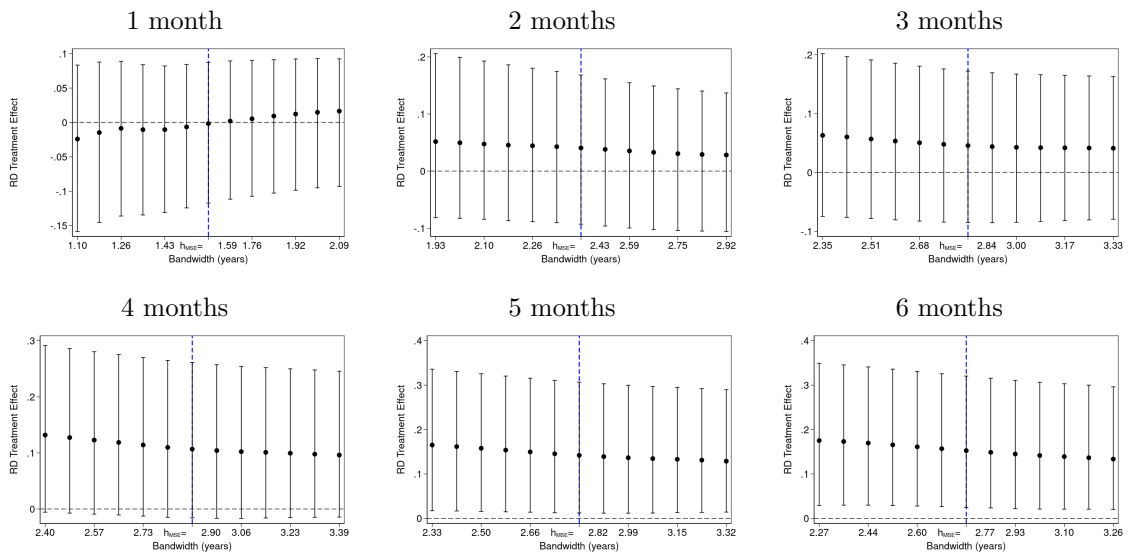 1 month
2 months
3 months
RD Treatment Effect
.1
.05
0
-.05
-.1
-.15
1.10 1.26 1.43 hMSE= 1.59 1.76 1.92 2.09
Bandwidth (years)
RD Treatment Effect
.2
.1
0
-.1
1.93 2.10 2.26 hMSE= 2.43 2.59 2.75 2.92
Bandwidth (years)
RD Treatment Effect
.2
.1
0
-.1
2.35 2.51 2.68 hMSE= 2.84 3.00 3.17 3.33
Bandwidth (years)
4 months
5 months
6 months
RD Treatment Effect
.3
.2
.1
0
2.40 2.57 2.73 hMSE= 2.90 3.06 3.23 3.39
Bandwidth (years)
RD Treatment Effect
.4
.3
.2
.1
0
2.33 2.50 2.66 hMSE= 2.82 2.99 3.15 3.32
Bandwidth (years)
RD Treatment Effect
.4
.3
.2
.1
0
2.27 2.44 2.60 hMSE= 2.77 2.93 3.10 3.26
Bandwidth (years)